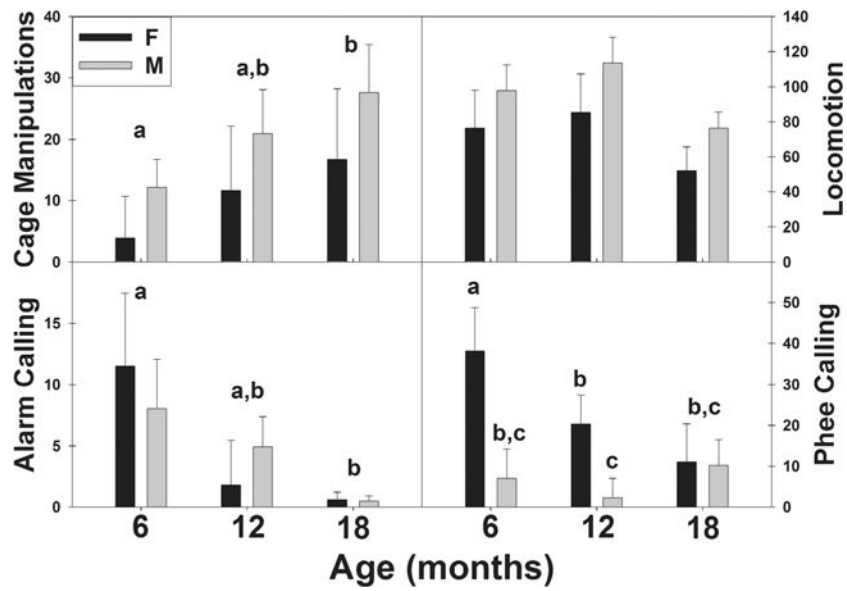 Cage Manipulations
40
30
20
10
0
F
M
a
a,b
b
140
120
100
80
60
40
20
0
Locomotion
Alarm Calling
15
10
5
0
a
a,b
b
a
b,c
b
c
b,c
50
40
30
20
10
0
Phee Calling
6 12 18 6 12 18
Age (months)